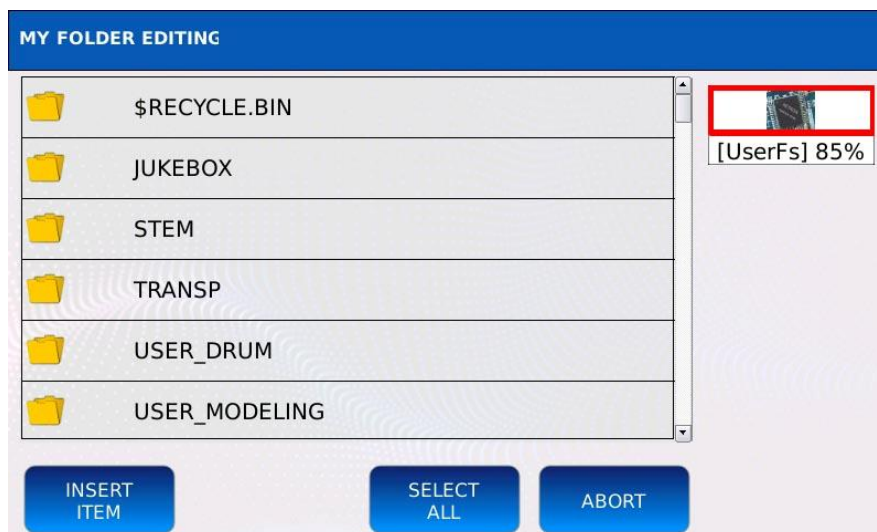 MY FOLDER EDITING
$RECYCLE.BIN
JUKEBOX
STEM
TRANSP
USER_DRUM
USER_MODELING
[UserFs] 85%
INSERT
ITEM
SELECT
ALL
ABORT